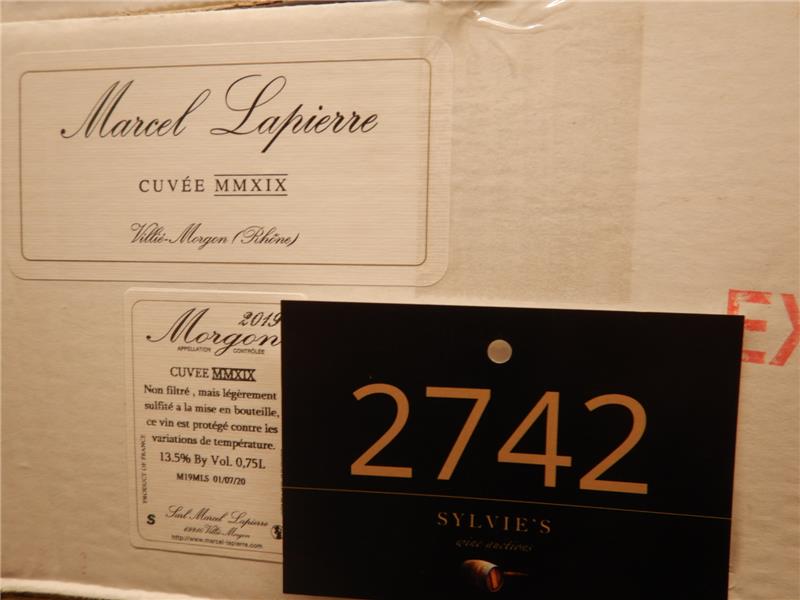 Marcel Lapierre
CUVÉE MMXIX
Villié-Morgon (Rhône)
2019
Morgon
APPELLATION CONTRÔLÉE
CUVEE MMXIX
Non filtré , mais légèrement
sulfité a la mise en bouteille,
ce vin est protégé contre les
variations de température.
13.5% By Vol. 0,75L
M19MLS 01/07/20
PRODUCT OF FRANCE
S
Sarl Marcel Lapierre
69910 Villié-Morgon
http://www.marcel-lapierre.com
EX
2742
SYLVIE'S
wine auctions